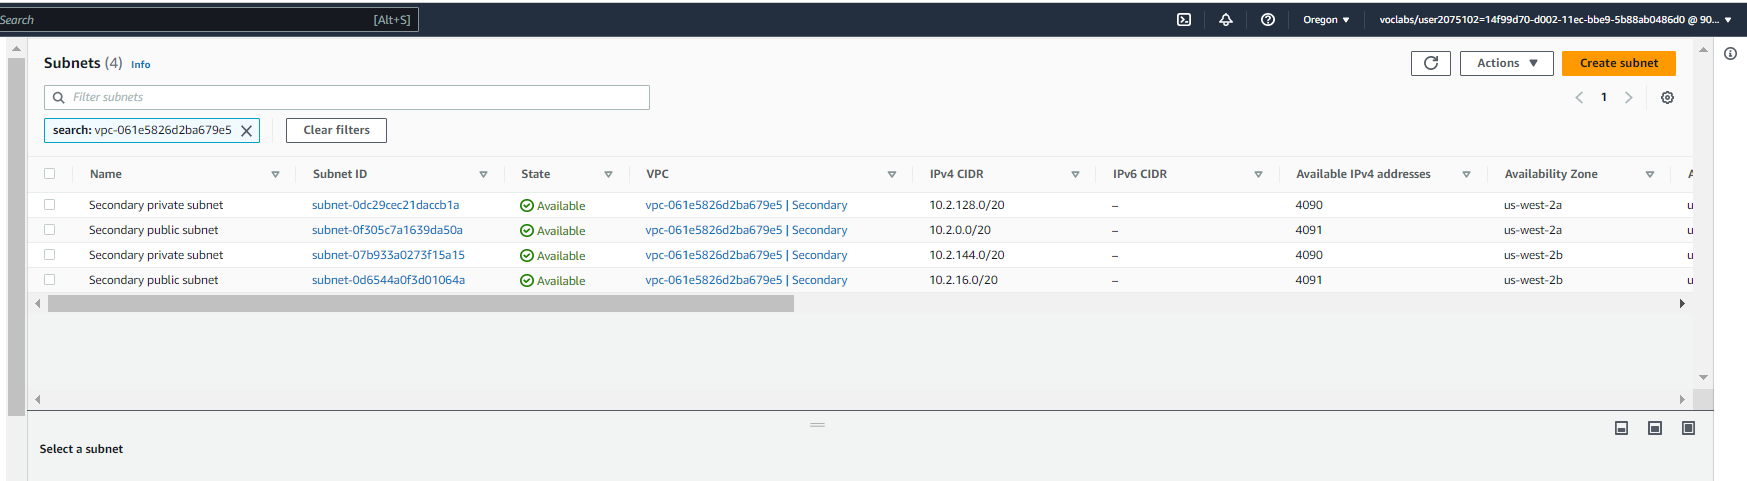 Search [Alt+S] Oregon voclabs/user2075102=14f99d70-d002-11ec-bbe9-5b88ab0486d0 @ 90...
Subnets (4) Info Actions Create subnet
Filter subnets 1
search: vpc-061e5826d2ba679e5 Clear filters
Name Subnet ID State VPC IPv4 CIDR IPv6 CIDR Available IPv4 addresses Availability Zone
Secondary private subnet subnet-0dc29cec21daccb1a Available vpc-061e5826d2ba679e5 | Secondary 10.2.128.0/20 – 4090 us-west-2a u
Secondary public subnet subnet-0f305c7a1639da50a Available vpc-061e5826d2ba679e5 | Secondary 10.2.0.0/20 – 4091 us-west-2a u
Secondary private subnet subnet-07b933a0273f15a15 Available vpc-061e5826d2ba679e5 | Secondary 10.2.144.0/20 – 4090 us-west-2b u
Secondary public subnet subnet-0d6544a0f3d01064a Available vpc-061e5826d2ba679e5 | Secondary 10.2.16.0/20 – 4091 us-west-2b u
Select a subnet